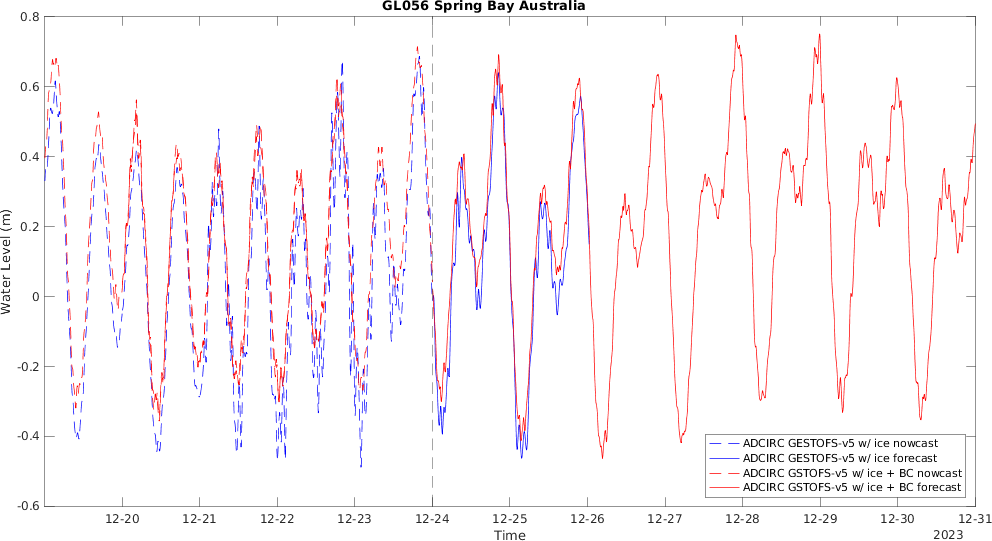 GL056 Spring Bay Australia
0.8
0.6
0.4
0.2
0
-0.2
-0.4
-0.6
Water Level (m)
ADCIRC GESTOFS-v5 w/ ice nowcast
ADCIRC GESTOFS-v5 w/ ice forecast
ADCIRC GSTOFS-v5 w/ ice + BC nowcast
ADCIRC GSTOFS-v5 w/ ice + BC forecast
12-20 12-21 12-22 12-23 12-24 12-25 12-26 12-27 12-28 12-29 12-30 12-31
Time
2023